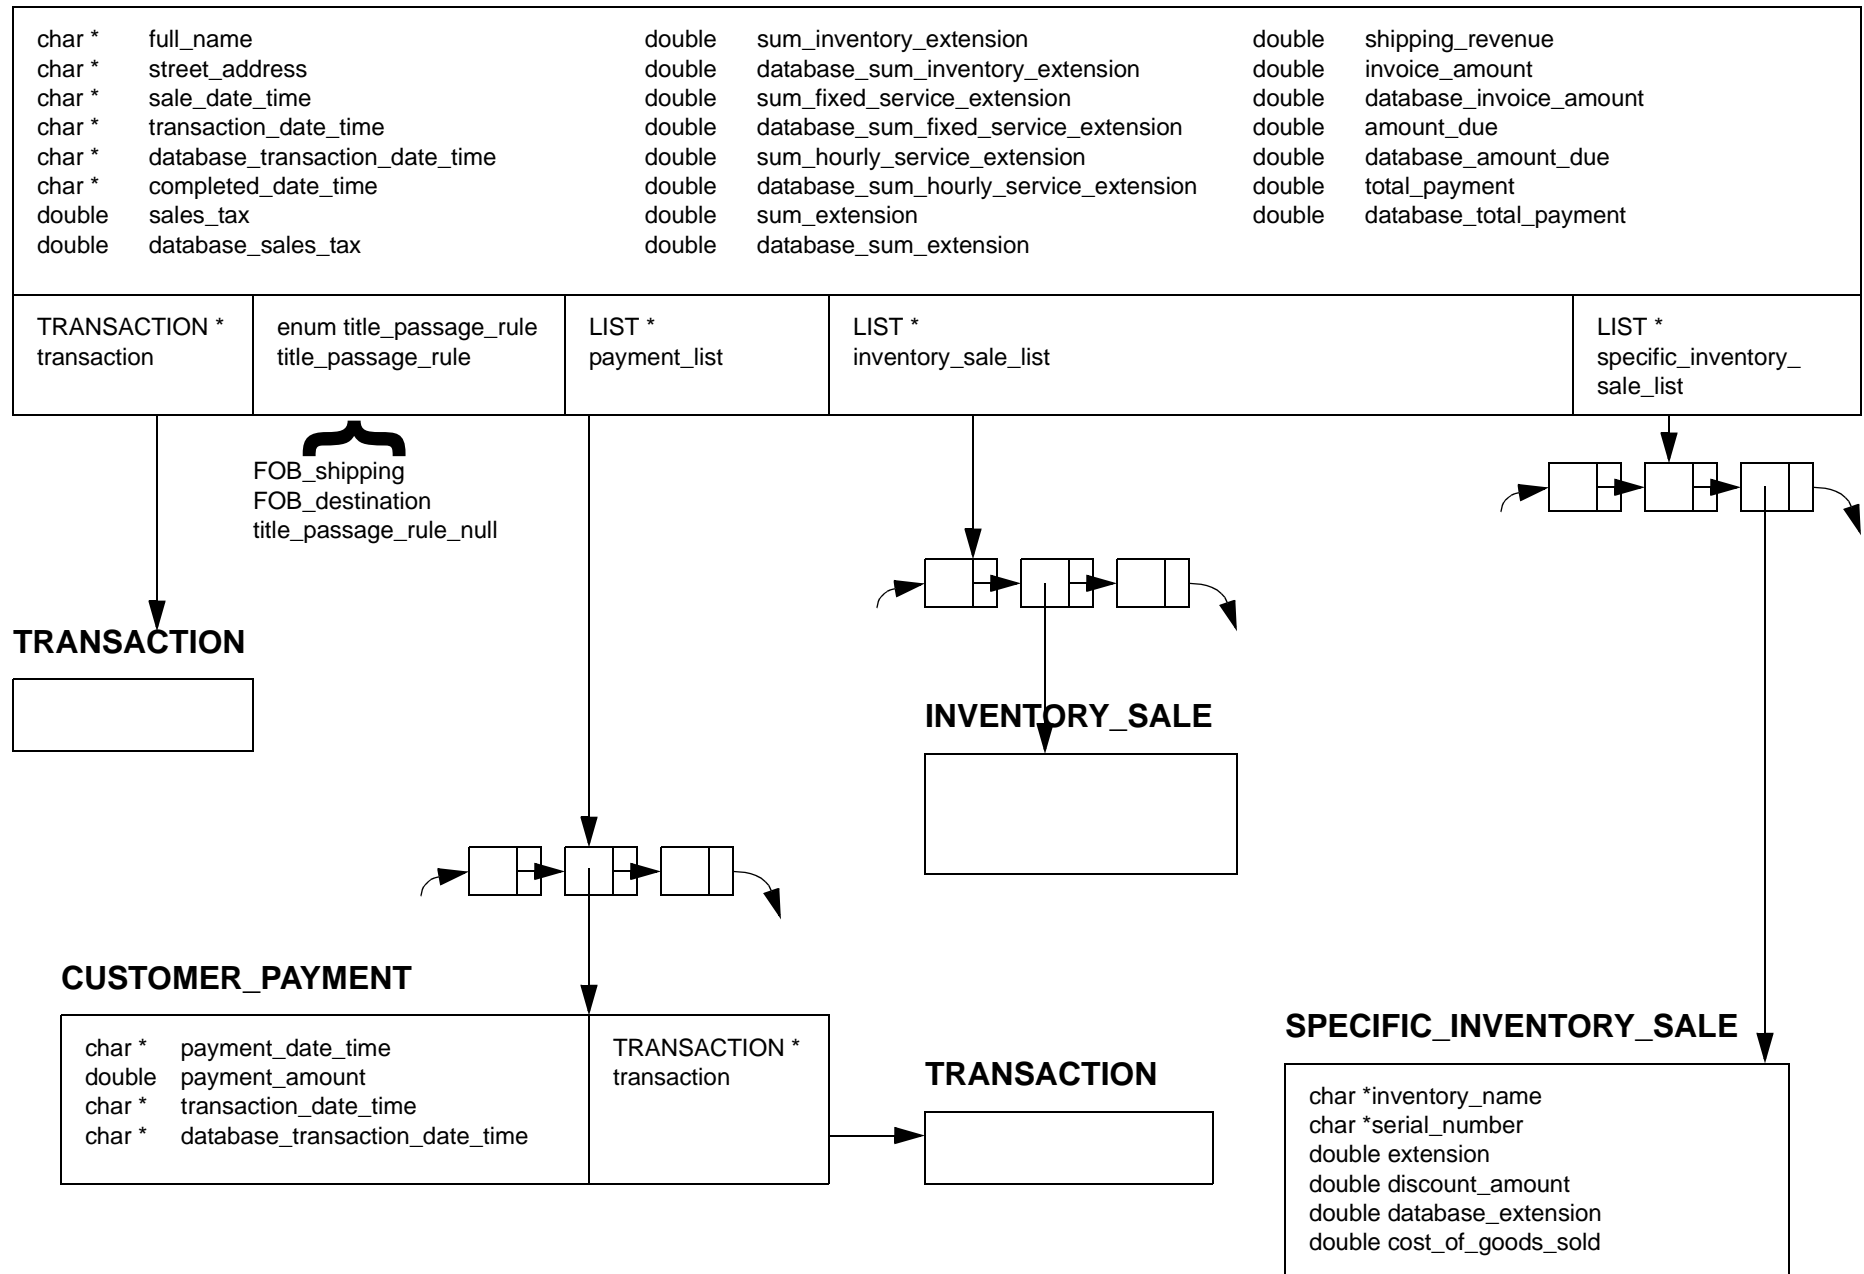 char * full_name
char * street_address
char * sale_date_time
char * transaction_date_time
char * database_transaction_date_time
char * completed_date_time
double sales_tax
double database_sales_tax
double sum_inventory_extension
double database_sum_inventory_extension
double sum_fixed_service_extension
double database_sum_fixed_service_extension
double sum_hourly_service_extension
double database_sum_hourly_service_extension
double sum_extension
double database_sum_extension
double shipping_revenue
double invoice_amount
double database_invoice_amount
double amount_due
double database_amount_due
double total_payment
double database_total_payment
TRANSACTION *
transaction
enum title_passage_rule
title_passage_rule
LIST *
payment_list
LIST *
inventory_sale_list
LIST *
specific_inventory_
sale_list
FOB_shipping
FOB_destination
title_passage_rule_null
TRANSACTION
INVENTORY_SALE
CUSTOMER_PAYMENT
char * payment_date_time
double payment_amount
char * transaction_date_time
char * database_transaction_date_time
TRANSACTION *
transaction
TRANSACTION
SPECIFIC_INVENTORY_SALE
char *inventory_name
char *serial_number
double extension
double discount_amount
double database_extension
double cost_of_goods_sold